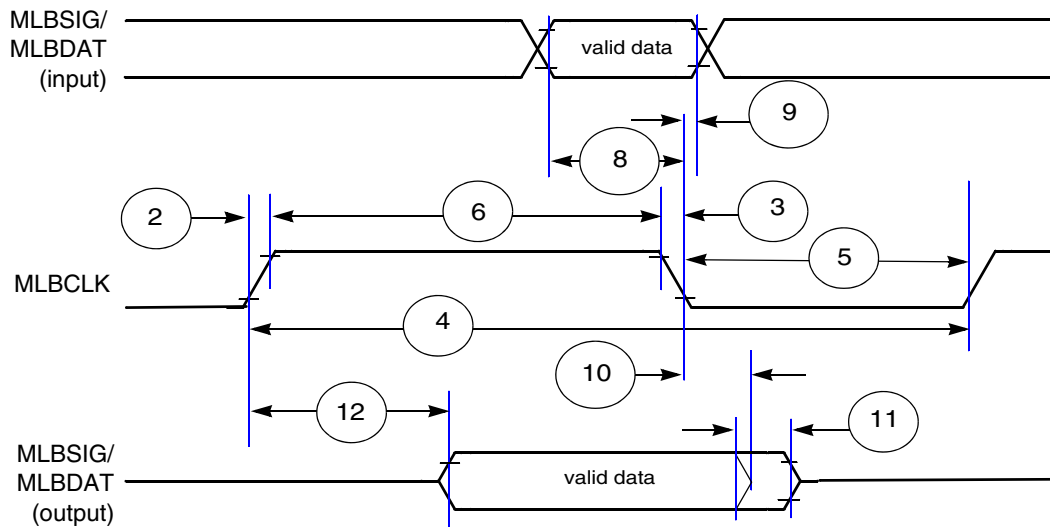 MLBSIG/
MLBDAT
(input)
valid data
9
8
2
6
3
5
MLBCLK
4
10
12
11
MLBSIG/
MLBDAT
(output)
valid data